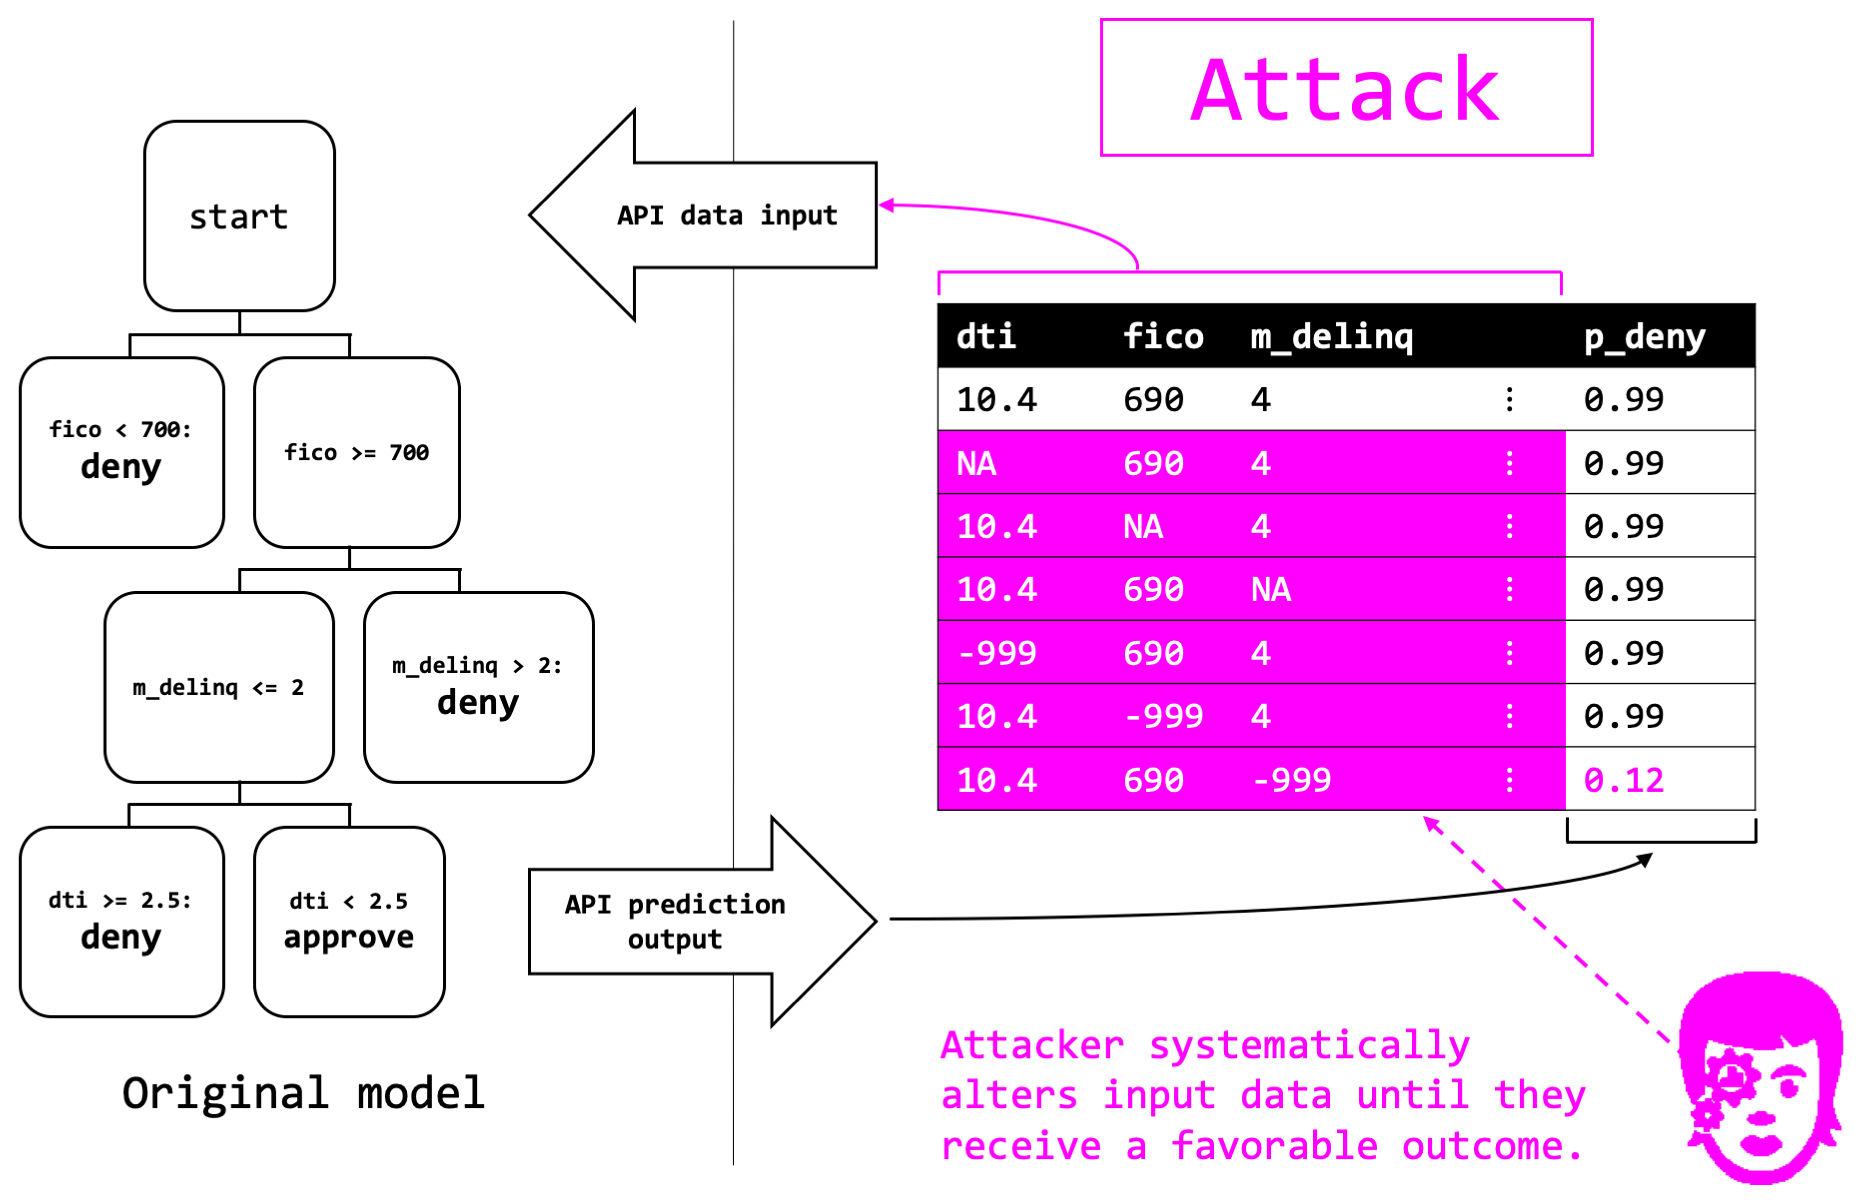 Attack
start
API data input
fico < 700:
deny
fico >= 700
m_delinq <= 2
m_delinq > 2:
deny
dti >= 2.5:
deny
dti < 2.5
approve
Original model
API prediction
output
dti fico m_delinq p_deny
10.4 690 4 ⋮ 0.99
NA 690 4 ⋮ 0.99
10.4 NA 4 ⋮ 0.99
10.4 690 NA ⋮ 0.99
-999 690 4 ⋮ 0.99
10.4 -999 4 ⋮ 0.99
10.4 690 -999 ⋮ 0.12
Attacker systematically
alters input data until they
receive a favorable outcome.